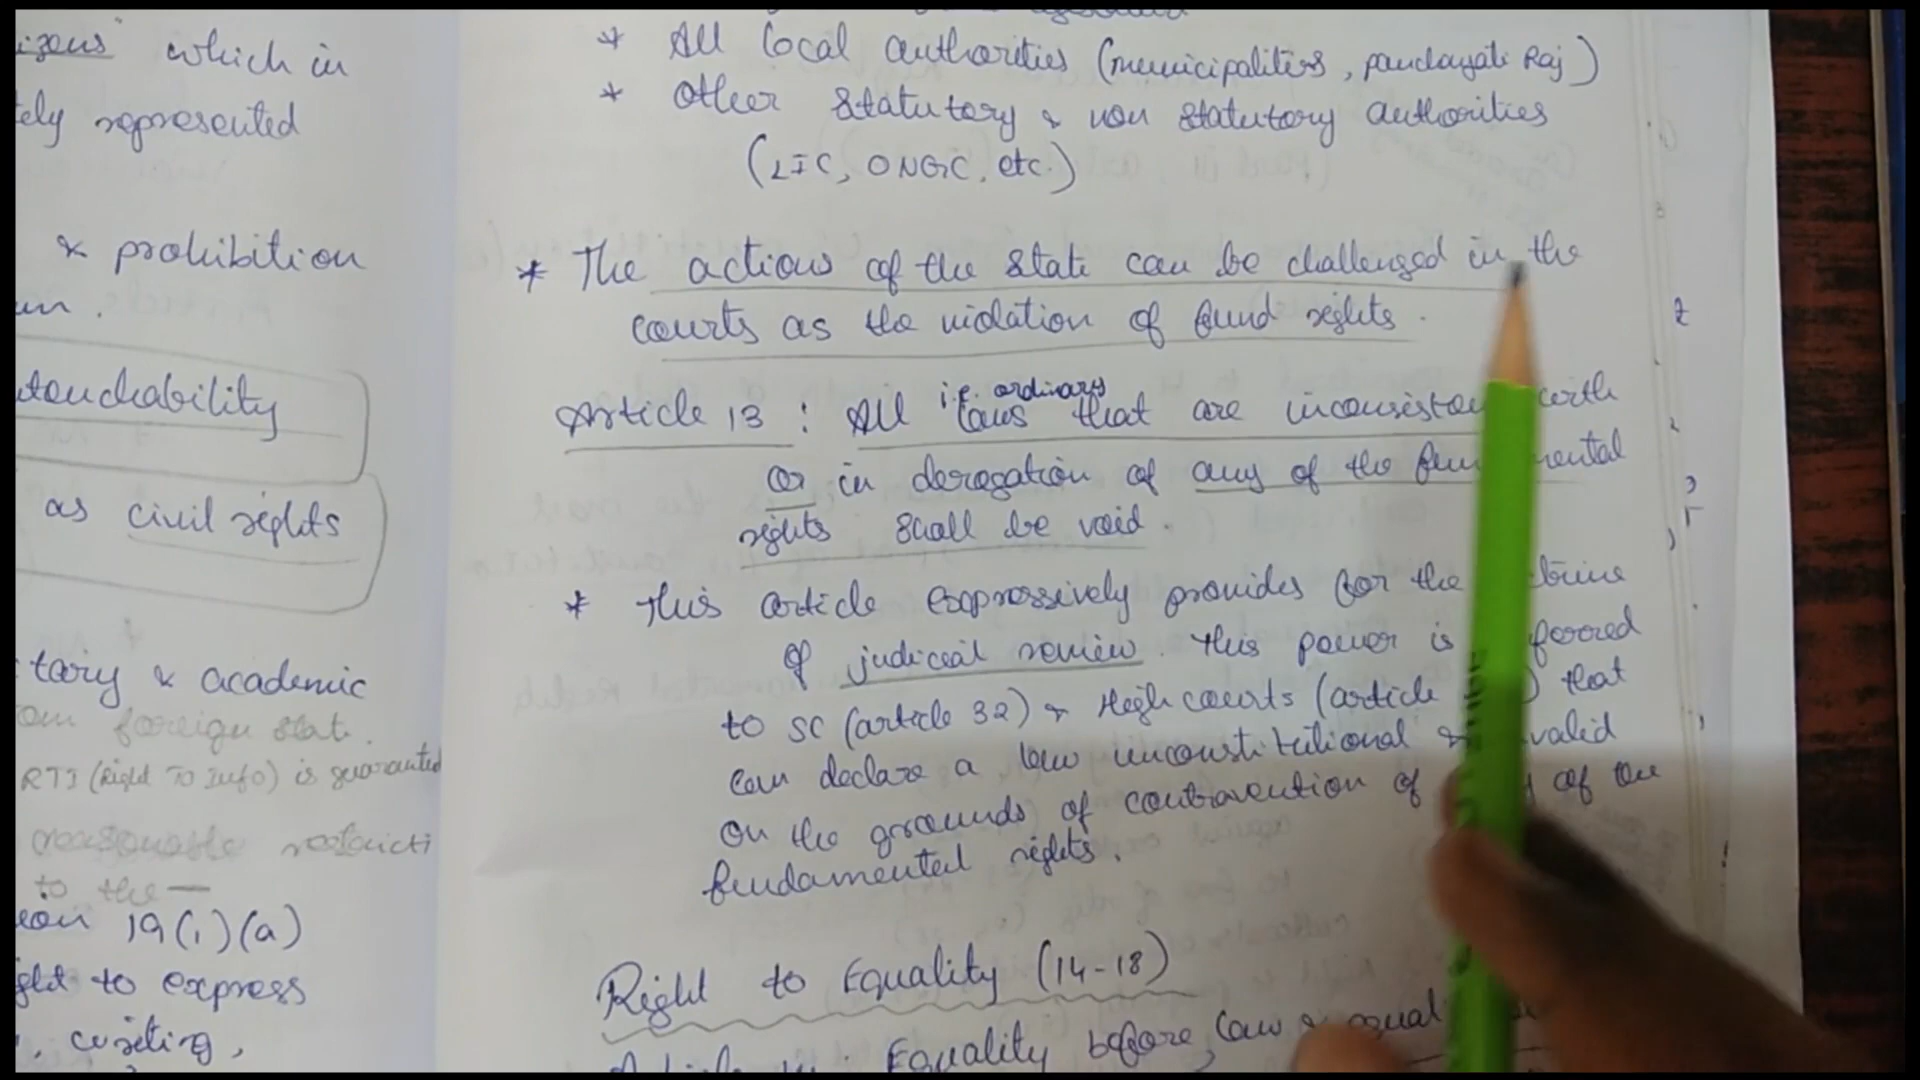 which in
represented
& prohibition
as civil rights
& academic
foreign state.
RTI (Right To Info) is guaranteed
reasonable
to the —
19(1)(a)
to express
, writing,
* All local authorities (municipalities, panchayati Raj)
* Other statutory & non statutory authorities
(LIC, ONGC, etc.)
* The actions of the state can be challenged in the
courts as the violation of fund rights.
i.e. ordinary
Article 13 : All laws that are with
or in derogation of any of the
rights shall be void.
* This article expressively provides for the
of judicial review. This power is
to SC (article 32) & High courts (article that
can declare a law unconstitutional &
on the grounds of contravention of of the
fundamental rights.
Right to Equality (14-18)
Equality before law & equal